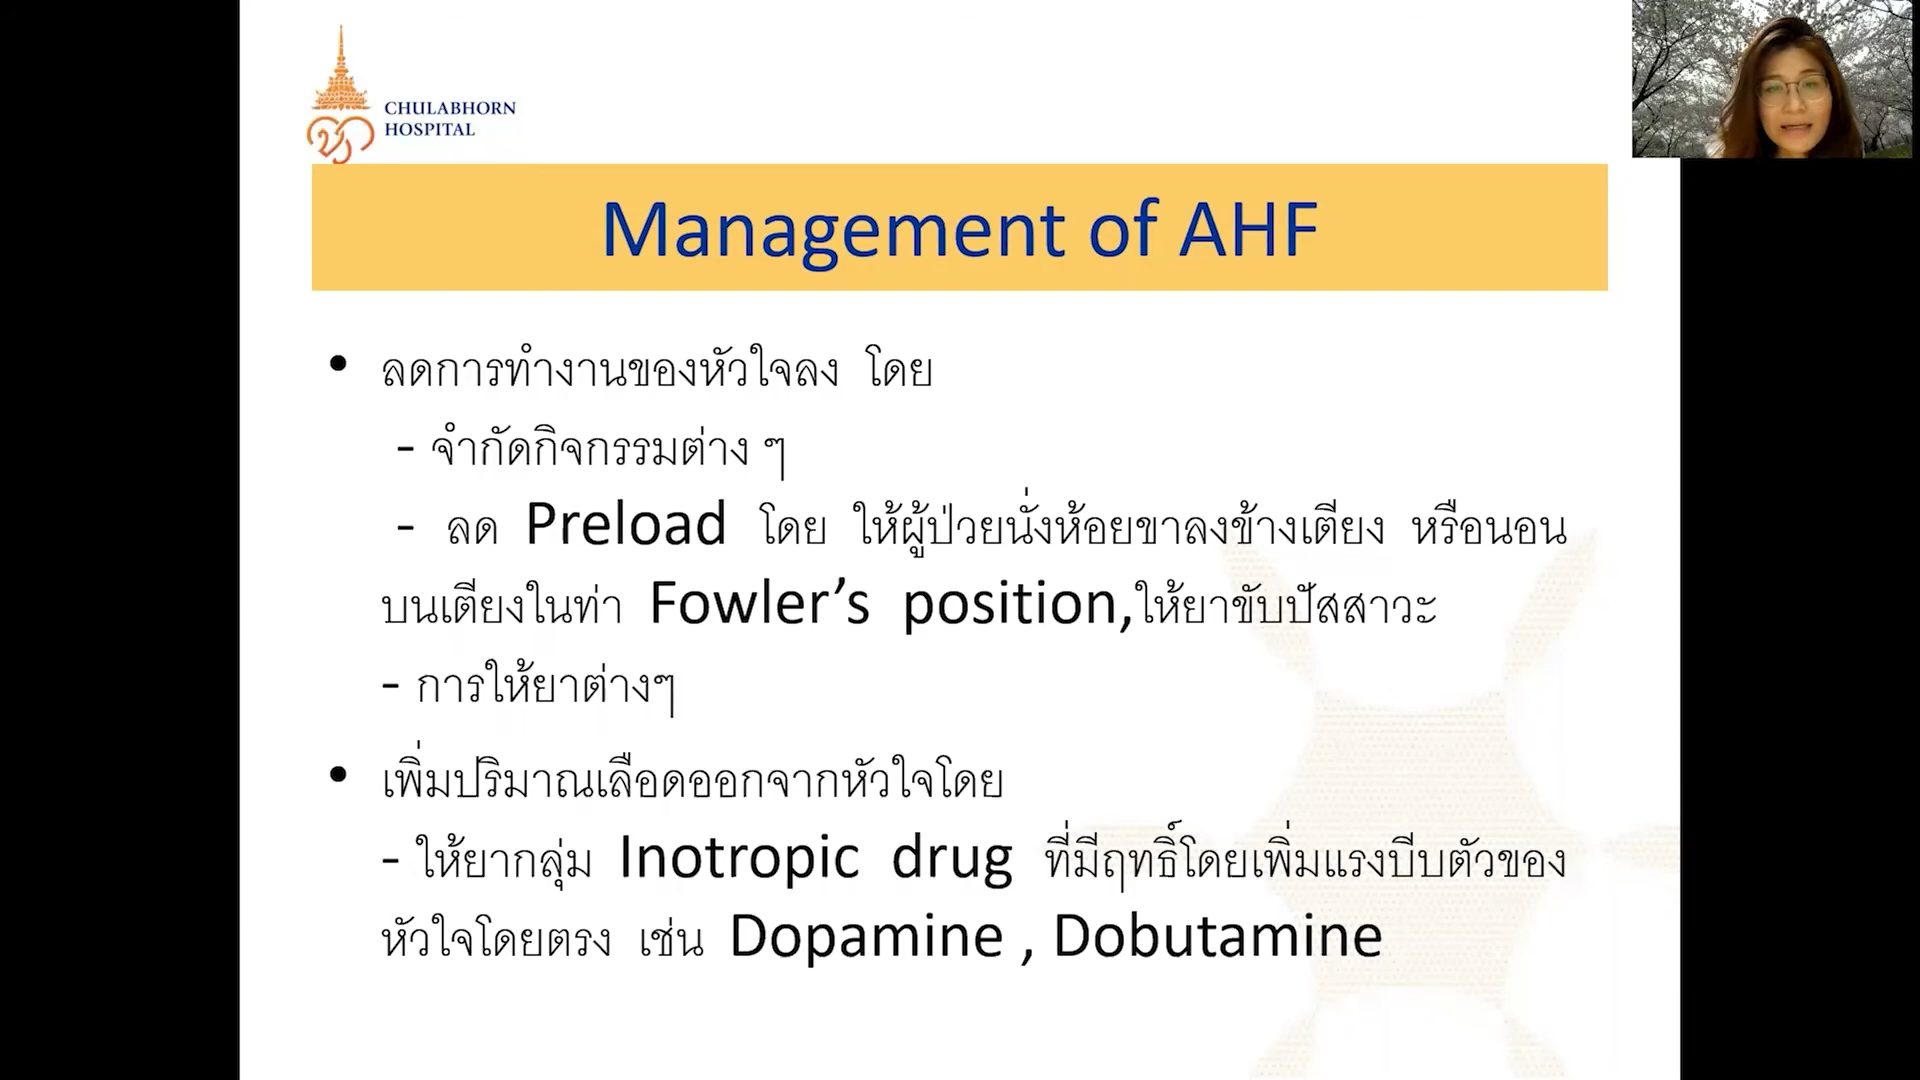 CHULABHORN
HOSPITAL
Management of AHF
• ลดการทำงานของหัวใจลง โดย
- จำกัดกิจกรรมต่าง ๆ
- ลด Preload โดย ให้ผู้ป่วยนั่งห้อยขาลงข้างเตียง หรือนอน
บนเตียงในท่า Fowler’s position,ให้ยาขับปัสสาวะ
- การให้ยาต่างๆ
• เพิ่มปริมาณเลือดออกจากหัวใจโดย
- ให้ยากลุ่ม Inotropic drug ที่มีฤทธิ์โดยเพิ่มแรงบีบตัวของ
หัวใจโดยตรง เช่น Dopamine , Dobutamine